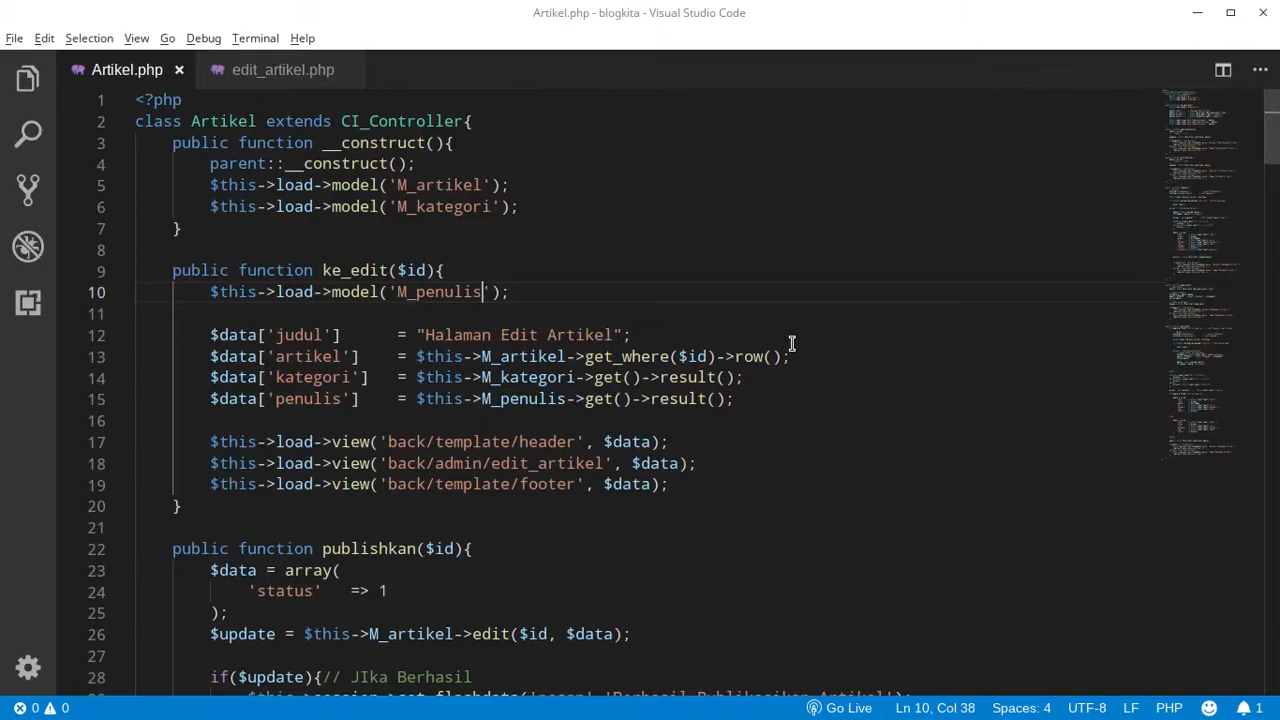 Artikel.php - blogkita - Visual Studio Code
File Edit Selection View Go Debug Terminal Help
Artikel.php edit_artikel.php
1 <?php
2 class Artikel extends CI_Controller{
3 public function __construct(){
4 parent::__construct();
5 $this->load->model('M_artikel');
6 $this->load->model('M_kategori');
7 }
8
9 public function ke_edit($id){
10 $this->load->model('M_penulis');
11
12 $data['judul'] = "Halaman Edit Artikel";
13 $data['artikel'] = $this->M_artikel->get_where($id)->row();
14 $data['kategori'] = $this->M_kategori->get()->result();
15 $data['penulis'] = $this->M_penulis->get()->result();
16
17 $this->load->view('back/template/header', $data);
18 $this->load->view('back/admin/edit_artikel', $data);
19 $this->load->view('back/template/footer', $data);
20 }
21
22 public function publishkan($id){
23 $data = array(
24 'status' => 1
25 );
26 $update = $this->M_artikel->edit($id, $data);
27
28 if($update){// JIka Berhasil
$this->session->set_flashdata('pesan','Berhasil Publikasikan Artikel');
0 0 Go Live Ln 10, Col 38 Spaces: 4 UTF-8 LF PHP 1